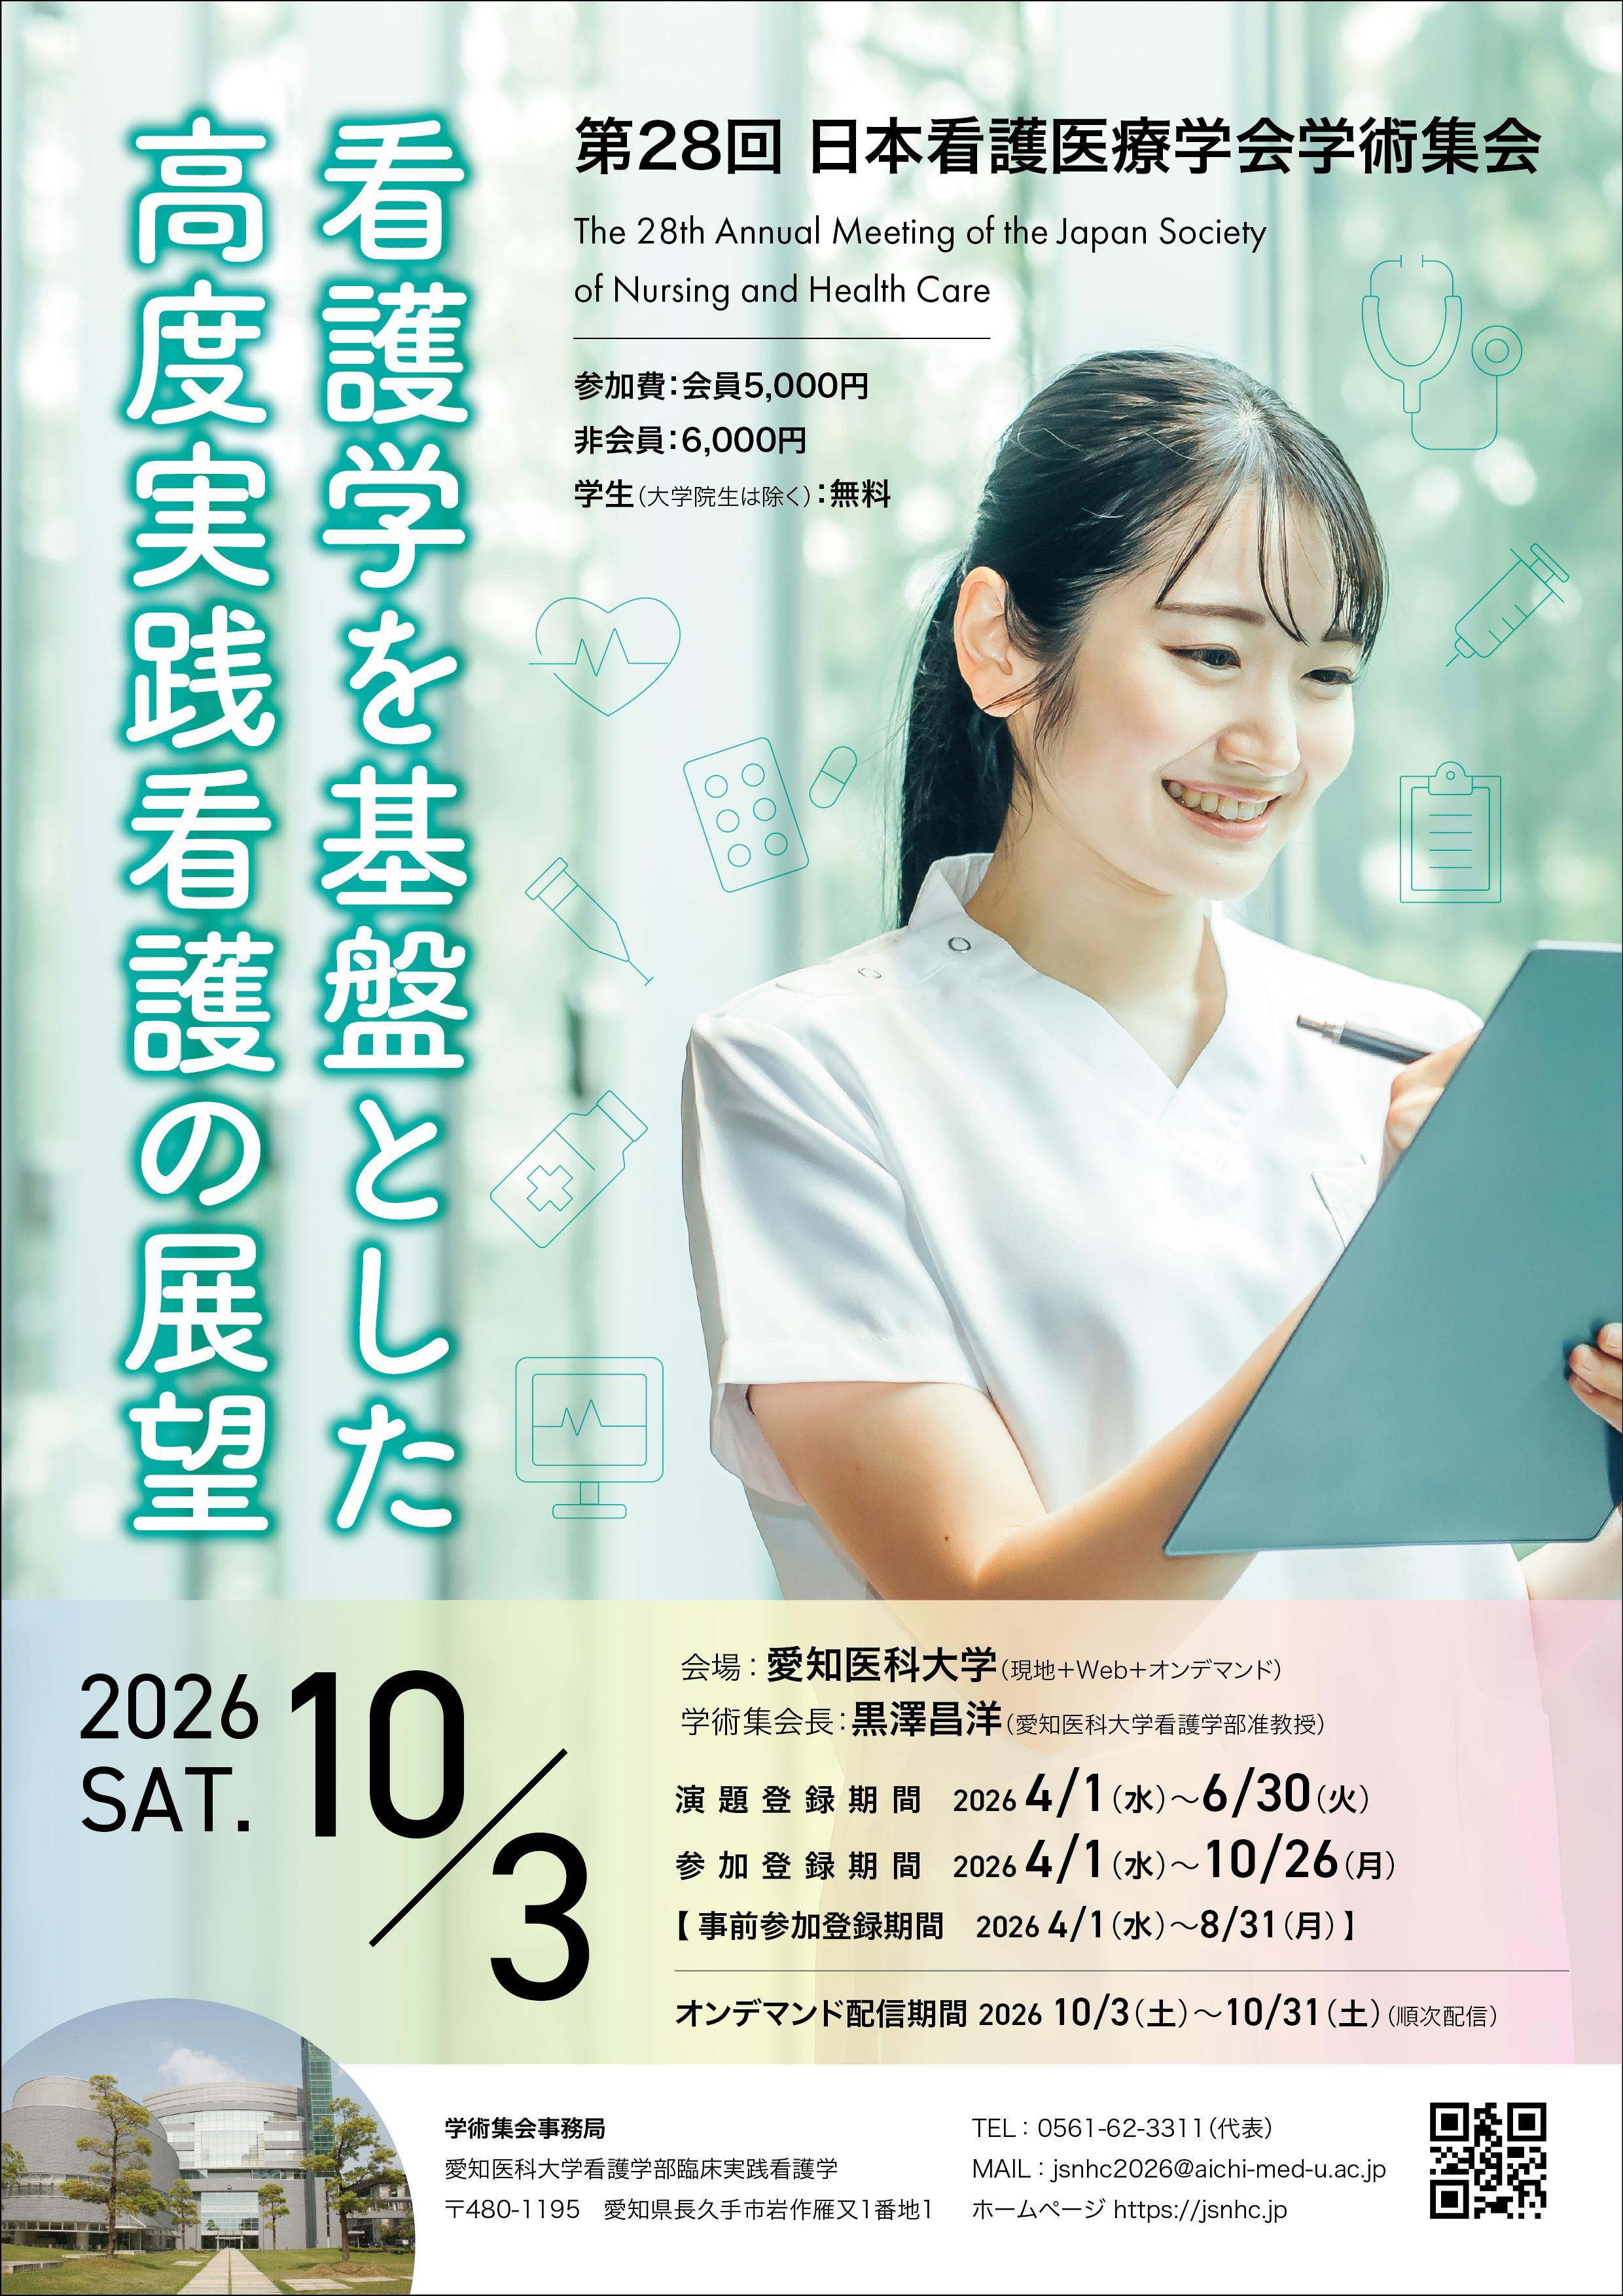 看護学を基盤とした
高度実践看護の展望
第28回 日本看護医療学会学術集会
The 28th Annual Meeting of the Japan Society
of Nursing and Health Care
参加費:会員5,000円
非会員:6,000円
学生(大学院生は除く):無料
2026
SAT.
10/3
会場:愛知医科大学(現地+Web+オンデマンド)
学術集会長:黒澤昌洋(愛知医科大学看護学部准教授)
演題登録期間 2026 4/1(水)~6/30(火)
参加登録期間 2026 4/1(水)~10/26(月)
【事前参加登録期間 2026 4/1(水)~8/31(月)】
オンデマンド配信期間 2026 10/3(土)~10/31(土)(順次配信)
学術集会事務局
愛知医科大学看護学部臨床実践看護学
〒480-1195 愛知県長久手市岩作雁又1番地1
TEL:0561-62-3311(代表)
MAIL:jsnhc2026@aichi-med-u.ac.jp
ホームページ https://jsnhc.jp